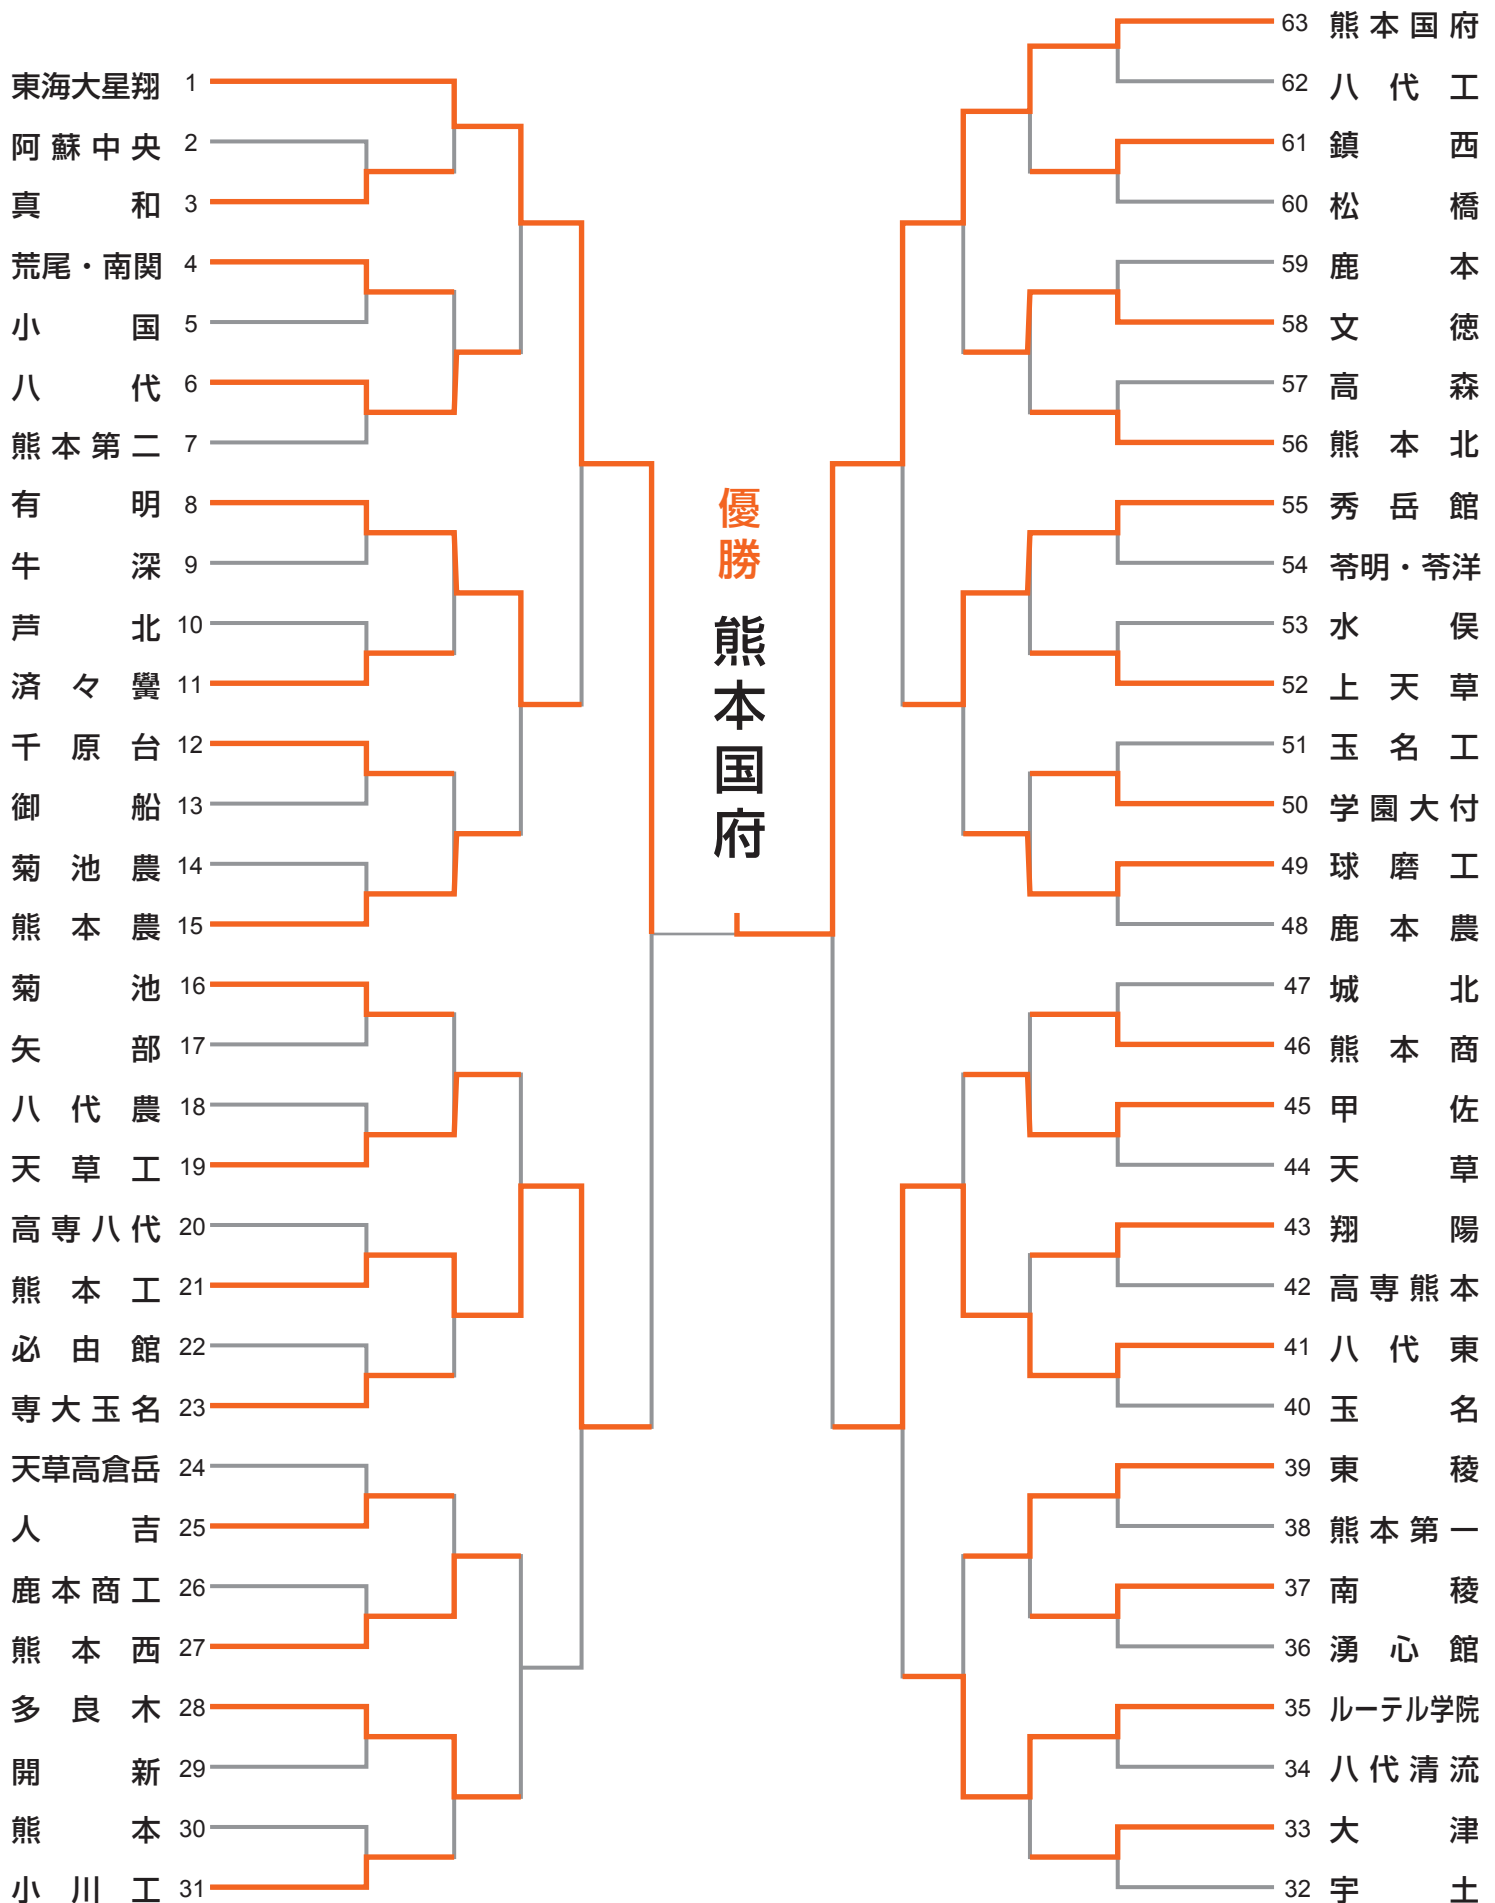 東海大星翔 1
阿蘇中央 2
真和 3
荒尾・南関 4
小国 5
八代 6
熊本第二 7
有明 8
牛深 9
芦北 10
済々黌 11
千原台 12
御船 13
菊池農 14
熊本農 15
菊池 16
矢部 17
八代農 18
天草工 19
高専八代 20
熊本工 21
必由館 22
専大玉名 23
天草高倉岳 24
人吉 25
鹿本商工 26
熊本西 27
多良木 28
開新 29
熊本 30
小川工 31
優勝
熊本国府
63 熊本国府
62 八代工
61 鎮西
60 松橋
59 鹿本
58 文徳
57 高森
56 熊本北
55 秀岳館
54 苓明・苓洋
53 水俣
52 上天草
51 玉名工
50 学園大付
49 球磨工
48 鹿本農
47 城北
46 熊本商
45 甲佐
44 天草
43 翔陽
42 高専熊本
41 八代東
40 玉名
39 東稜
38 熊本第一
37 南稜
36 湧心館
35 ルーテル学院
34 八代清流
33 大津
32 宇土